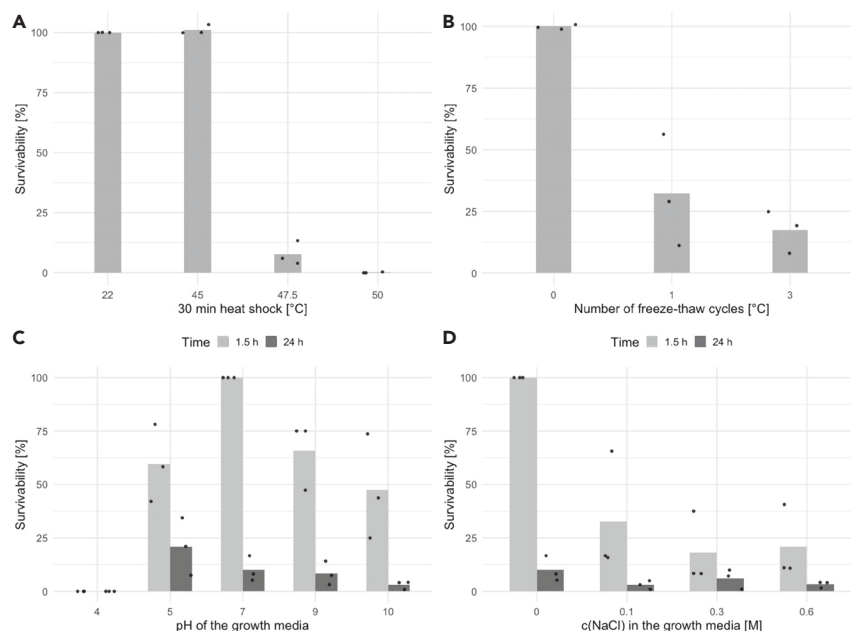 A
Survivability [%]
100
75
50
25
0
22
45
47.5
50
30 min heat shock [°C]
B
Survivability [%]
100
75
50
25
0
0
1
3
Number of freeze-thaw cycles [°C]
C
Time 1.5 h 24 h
Survivability [%]
100
75
50
25
0
4
5
7
9
10
pH of the growth media
D
Time 1.5 h 24 h
Survivability [%]
100
75
50
25
0
0
0.1
0.3
0.6
c(NaCl) in the growth media [M]